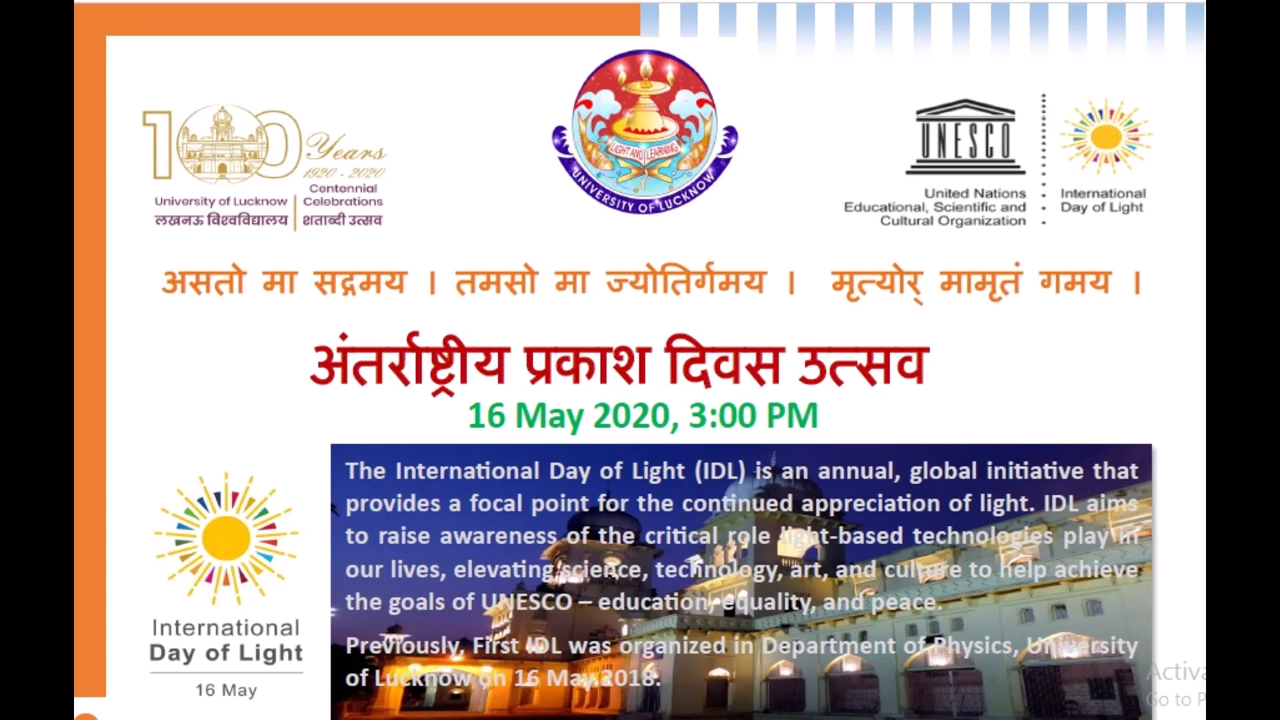 100 Years
1920 - 2020
University of Lucknow
Centennial Celebrations
लखनऊ विश्वविद्यालय
शताब्दी उत्सव
LIGHT AND LEARNING
UNIVERSITY OF LUCKNOW
UNESCO
United Nations
Educational, Scientific and
Cultural Organization
International
Day of Light
असतो मा सद्गमय । तमसो मा ज्योतिर्गमय । मृत्योर् मामृतं गमय ।
अंतर्राष्ट्रीय प्रकाश दिवस उत्सव
16 May 2020, 3:00 PM
International
Day of Light
16 May
The International Day of Light (IDL) is an annual, global initiative that
provides a focal point for the continued appreciation of light. IDL aims
to raise awareness of the critical role light-based technologies play in
our lives, elevating science, technology, art, and culture to help achieve
the goals of UNESCO – education, equality, and peace.
Previously, First IDL was organized in Department of Physics, University
of Lucknow on 16 May 2018.
Activa
Go to P